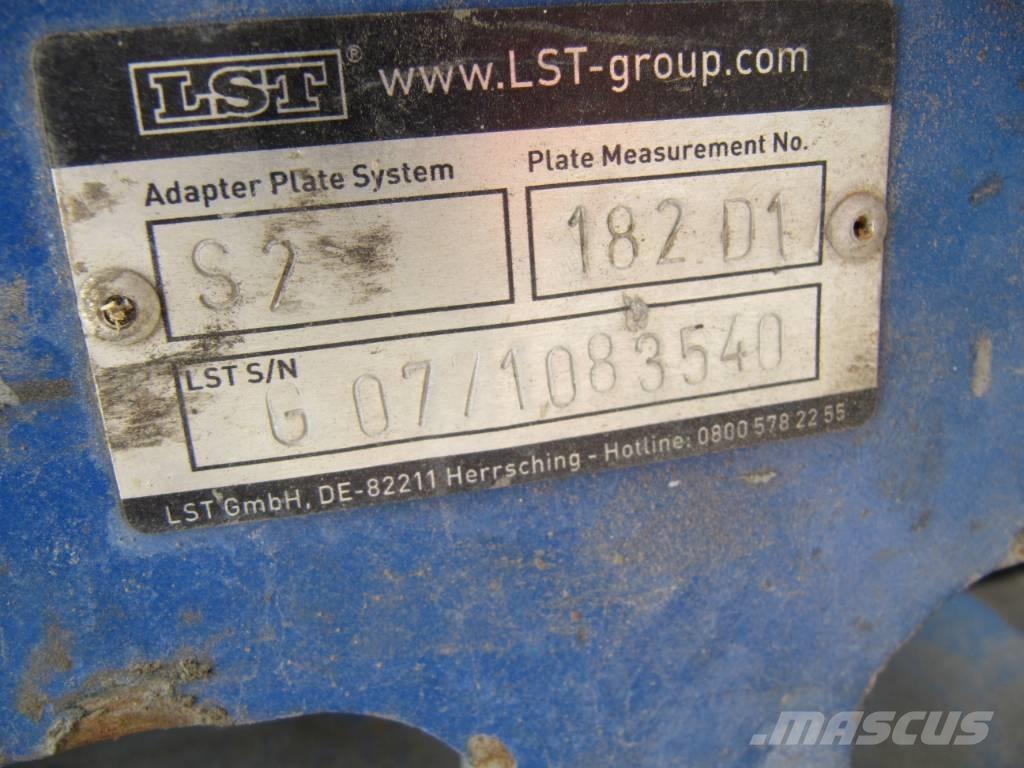 LST® www.LST-group.com
Adapter Plate System Plate Measurement No.
S 2 182 D1
LST S/N
G 07/1083540
LST GmbH, DE-82211 Herrsching - Hotline: 0800 578 22 55
MASCUS